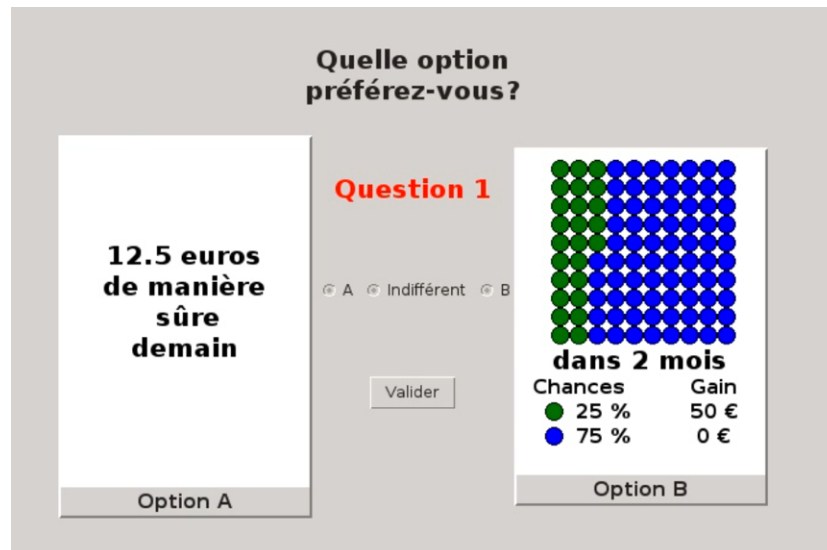 Quelle option
préférez-vous?
Question 1
12.5 euros
de manière
sûre
demain
Option A
A Indifférent B
Valider
dans 2 mois
Chances Gain
25 % 50 €
75 % 0 €
Option B